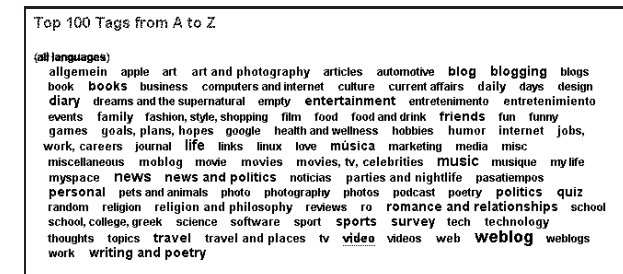 Top 100 Tags from A to Z
(all languages)
allgemein apple art art and photography articles automotive blog blogging blogs
book books business computers and internet culture current affairs daily days design
diary dreams and the supernatural empty entertainment entretenimento entretenimiento
events family fashion, style, shopping film food food and drink friends fun funny
games goals, plans, hopes google health and wellness hobbies humor internet jobs,
work, careers journal life links linux love música marketing media misc
miscellaneous moblog movie movies movies, tv, celebrities music musique my life
myspace news news and politics noticias parties and nightlife pasatiempos
personal pets and animals photo photography photos podcast poetry politics quiz
random religion religion and philosophy reviews ro romance and relationships school
school, college, greek science software sport sports survey tech technology
thoughts topics travel travel and places tv video videos web weblog weblogs
work writing and poetry